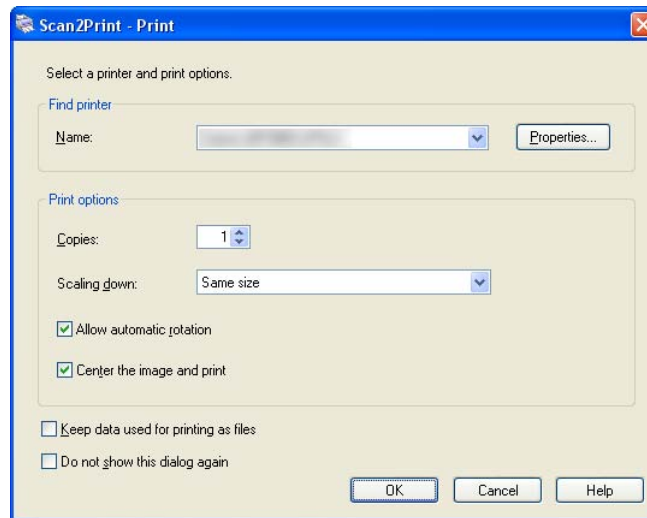 Scan2Print - Print
Select a printer and print options.
Find printer
Name:
Properties...
Print options
Copies: 1
Scaling down: Same size
Allow automatic rotation
Center the image and print
Keep data used for printing as files
Do not show this dialog again
OK Cancel Help